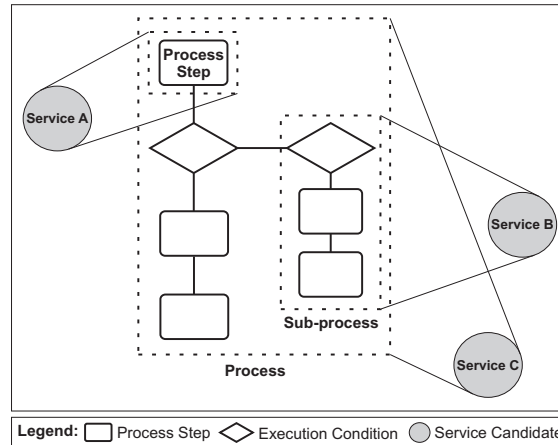 Process
Step
Service A
Service B
Sub-process
Service C
Process
Legend: Process Step Execution Condition Service Candidate